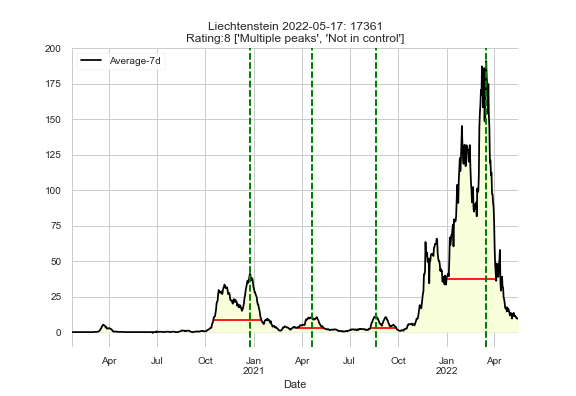 Liechtenstein 2022-05-17: 17361
Rating:8 ['Multiple peaks', 'Not in control']
Average-7d
200
175
150
125
100
75
50
25
0
Apr Jul Oct Jan Apr Jul Oct Jan Apr
2021 2022
Date